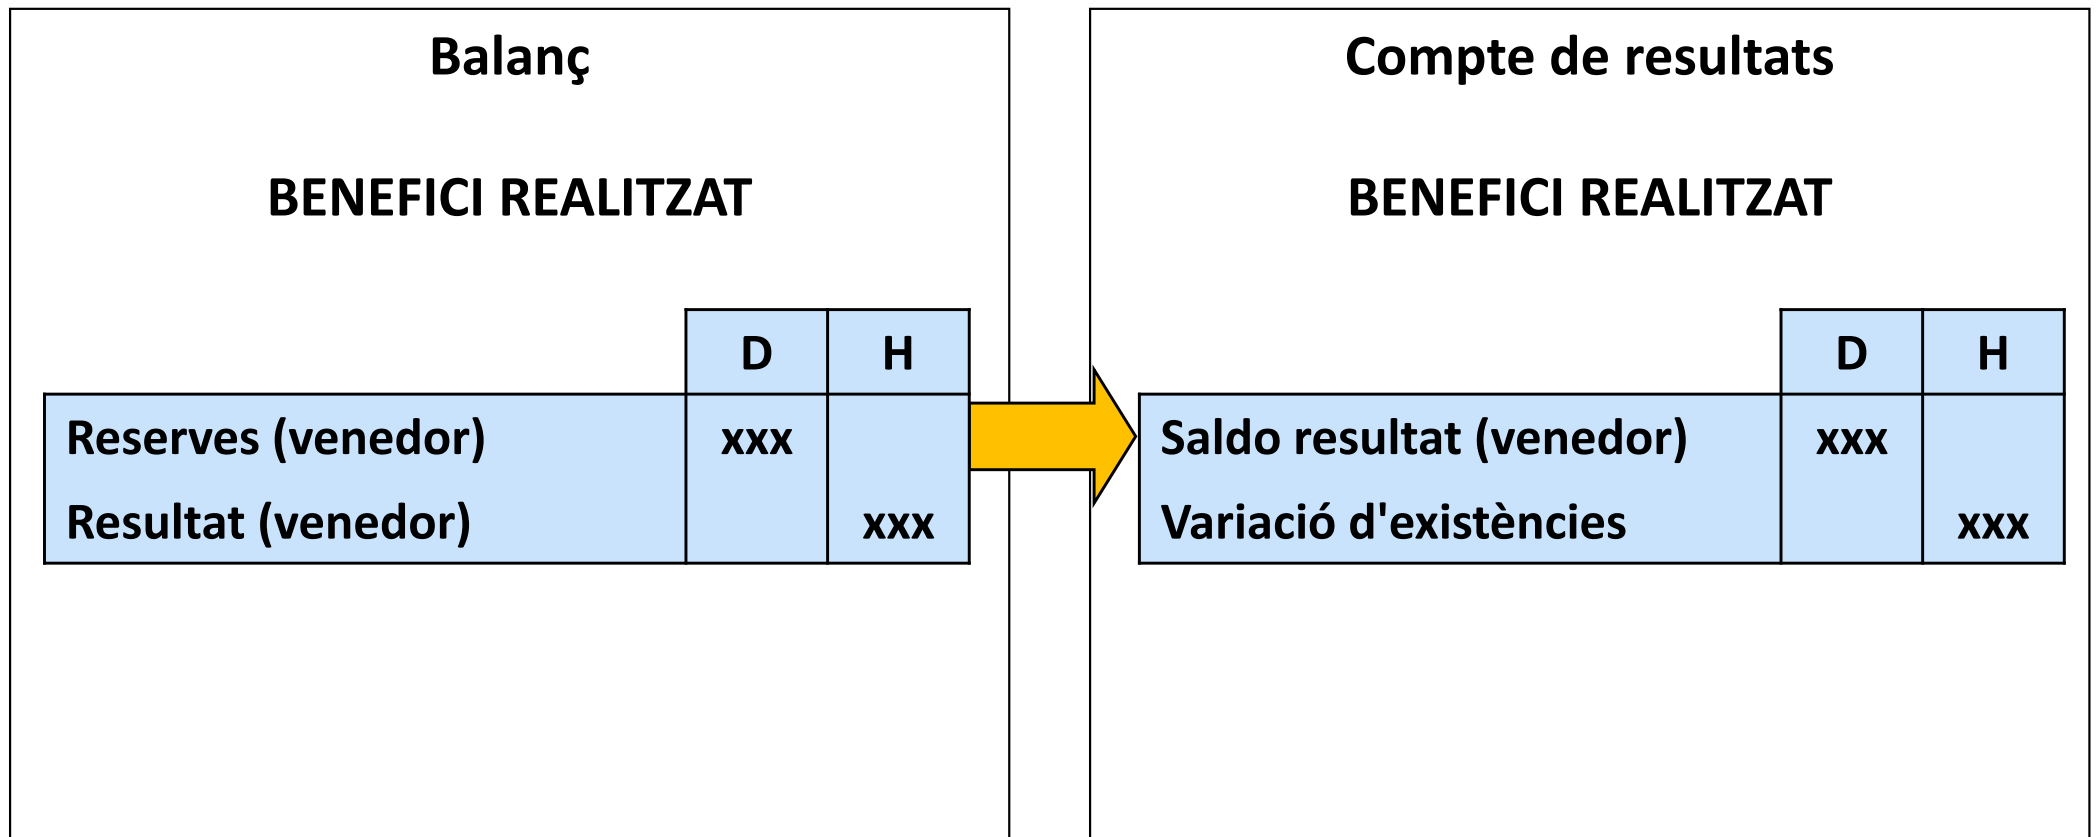 Balanç
BENEFICI REALITZAT
D H
Reserves (venedor) xxx
Resultat (venedor) xxx
Compte de resultats
BENEFICI REALITZAT
D H
Saldo resultat (venedor) xxx
Variació d'existències xxx